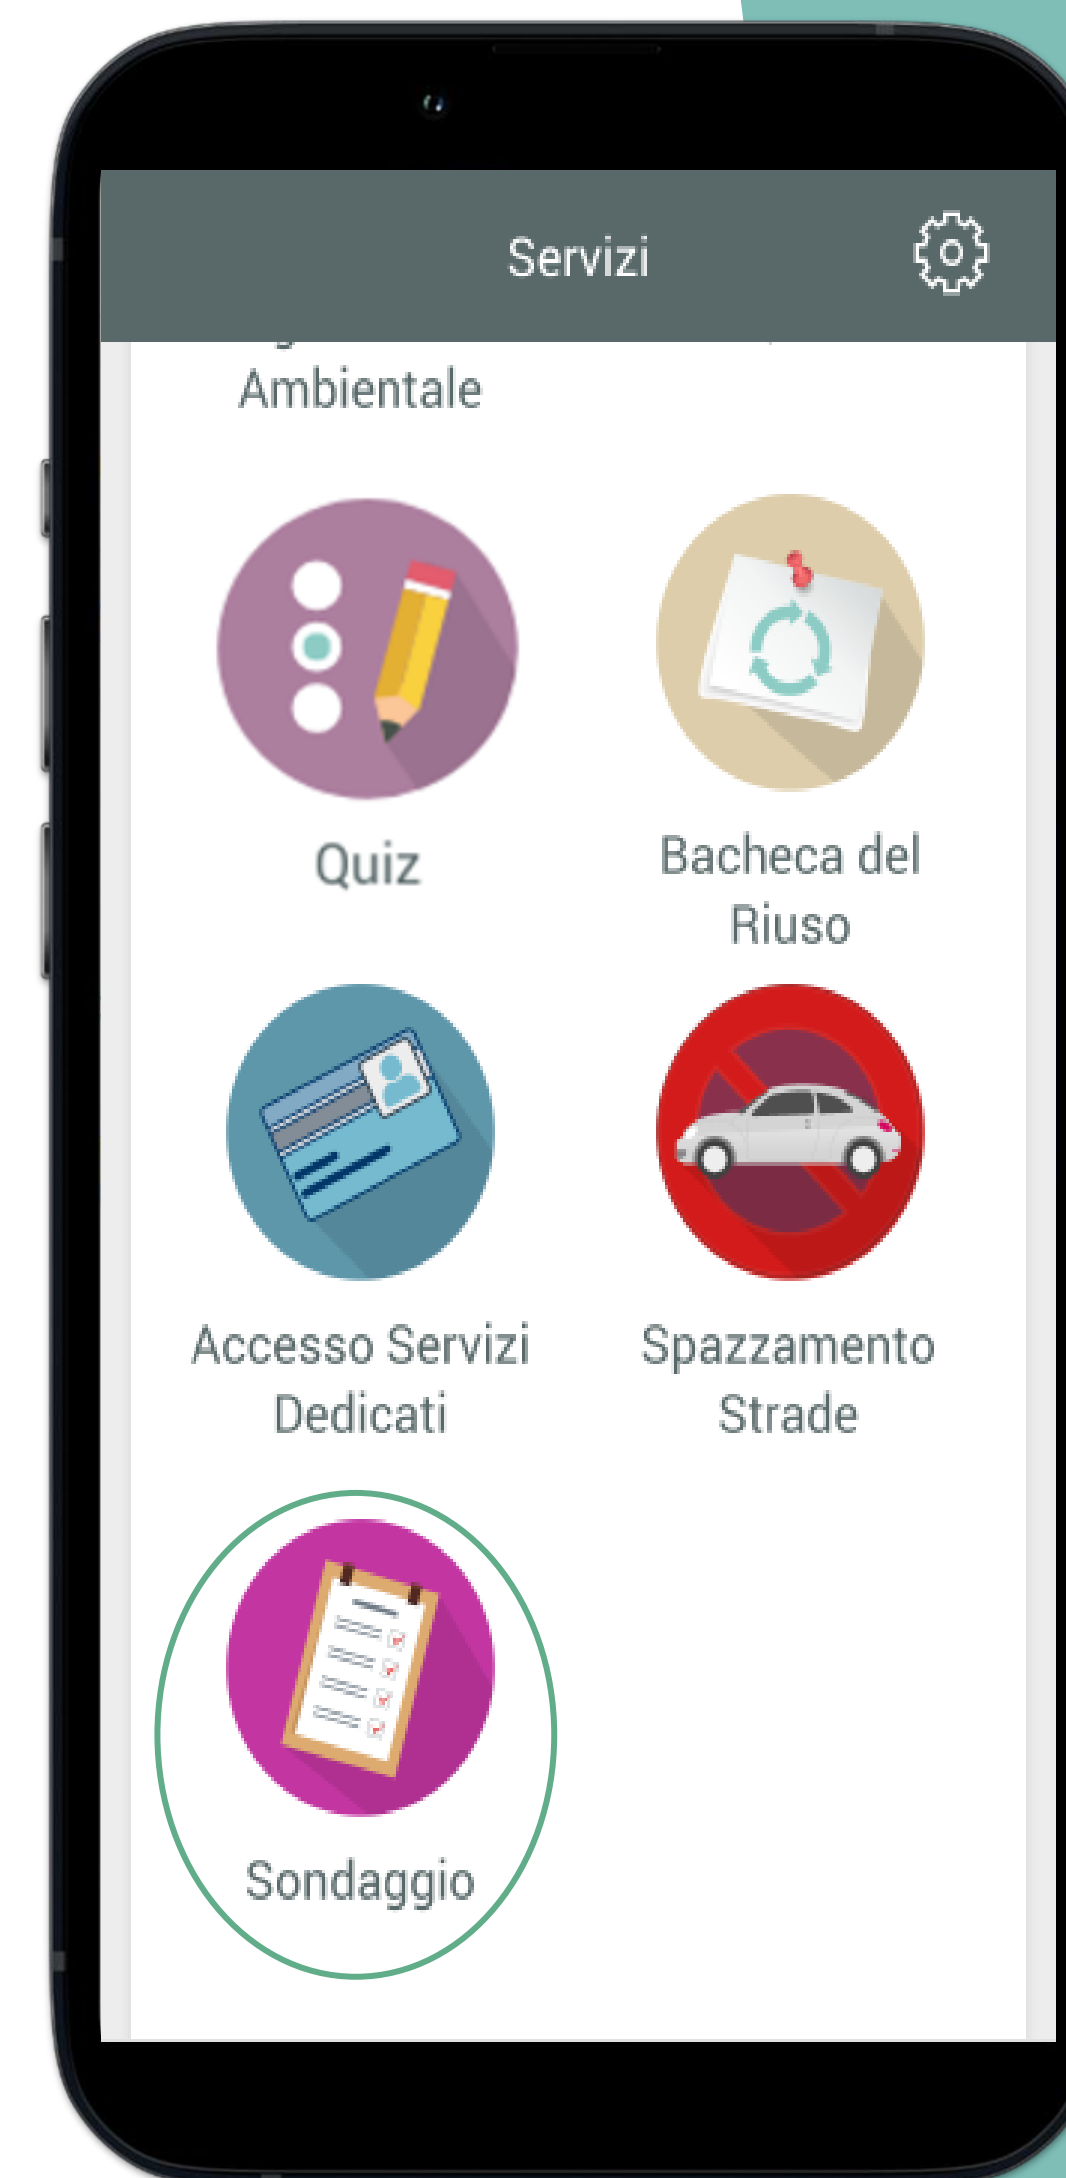 Servizi
Ambientale
Quiz
Bacheca del
Riuso
Accesso Servizi
Dedicati
Spazzamento
Strade
Sondaggio